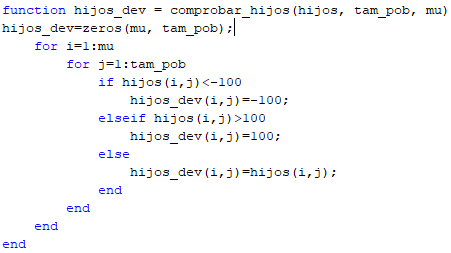 function hijos_dev = comprobar_hijos(hijos, tam_pob, mu)
hijos_dev=zeros(mu, tam_pob);
    for i=1:mu
        for j=1:tam_pob
            if hijos(i,j)<-100
                hijos_dev(i,j)=-100;
            elseif hijos(i,j)>100
                hijos_dev(i,j)=100;
            else
                hijos_dev(i,j)=hijos(i,j);
            end
        end
    end
end